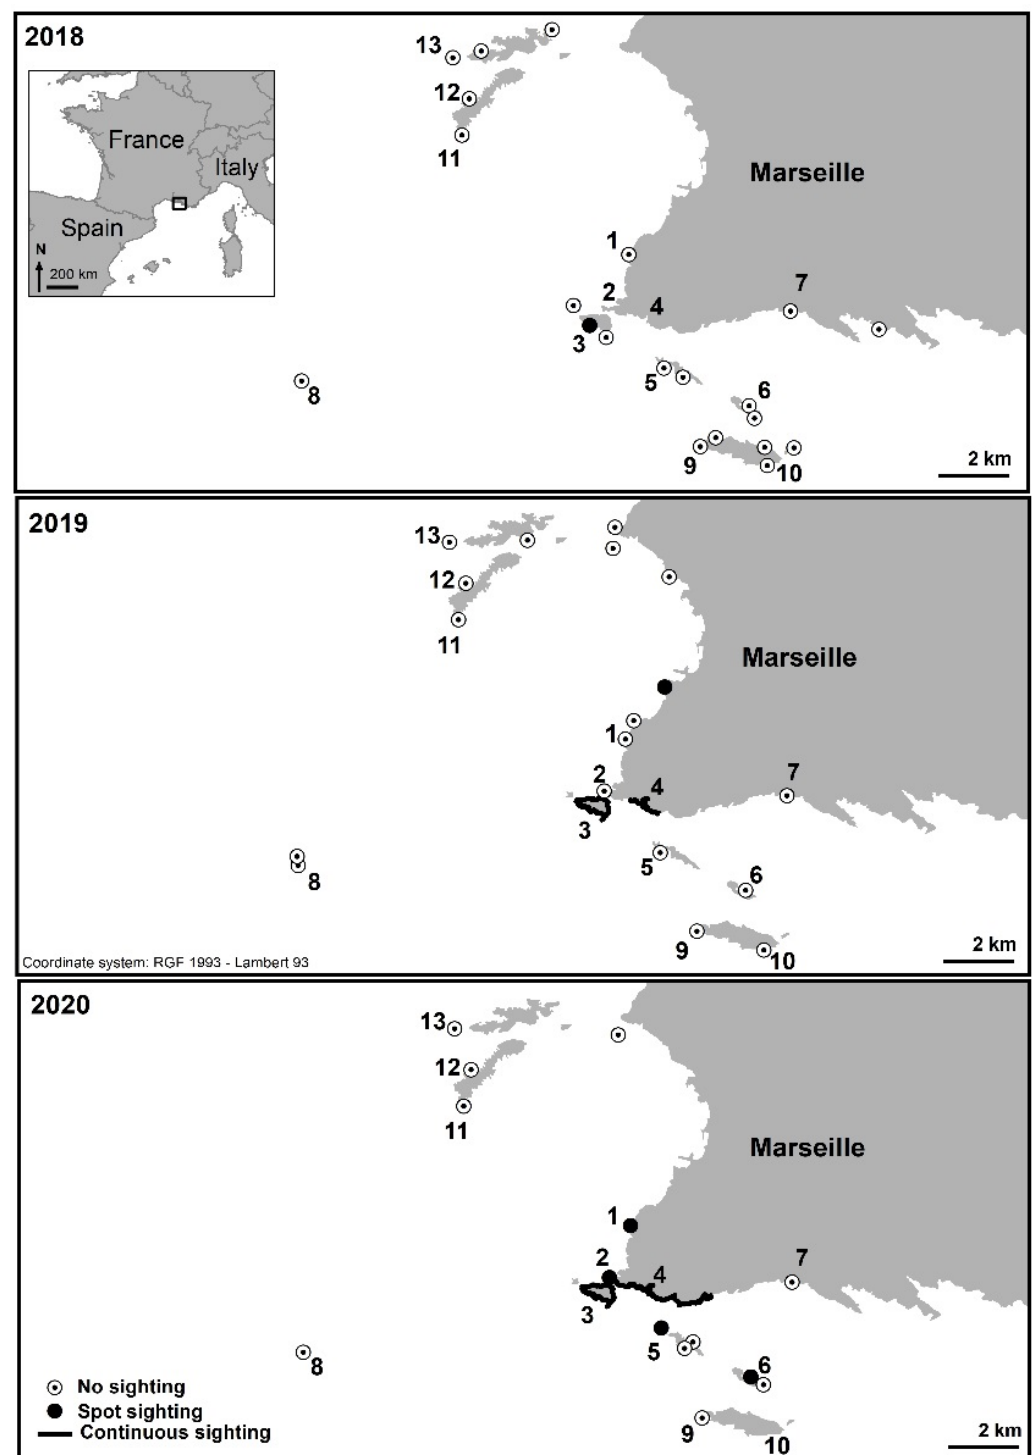 2018
13
France
12
Italy
11
Marseille
Spain
N
200 km
1
2
4
7
3
5
8
6
9
10
2 km
2019
13
12
11
Marseille
1
2
4
7
3
5
8
6
9
10
2 km
Coordinate system: RGF 1993 - Lambert 93
2020
13
12
11
Marseille
1
2
4
7
3
5
8
6
No sighting
Spot sighting
9
10
2 km
Continuous sighting